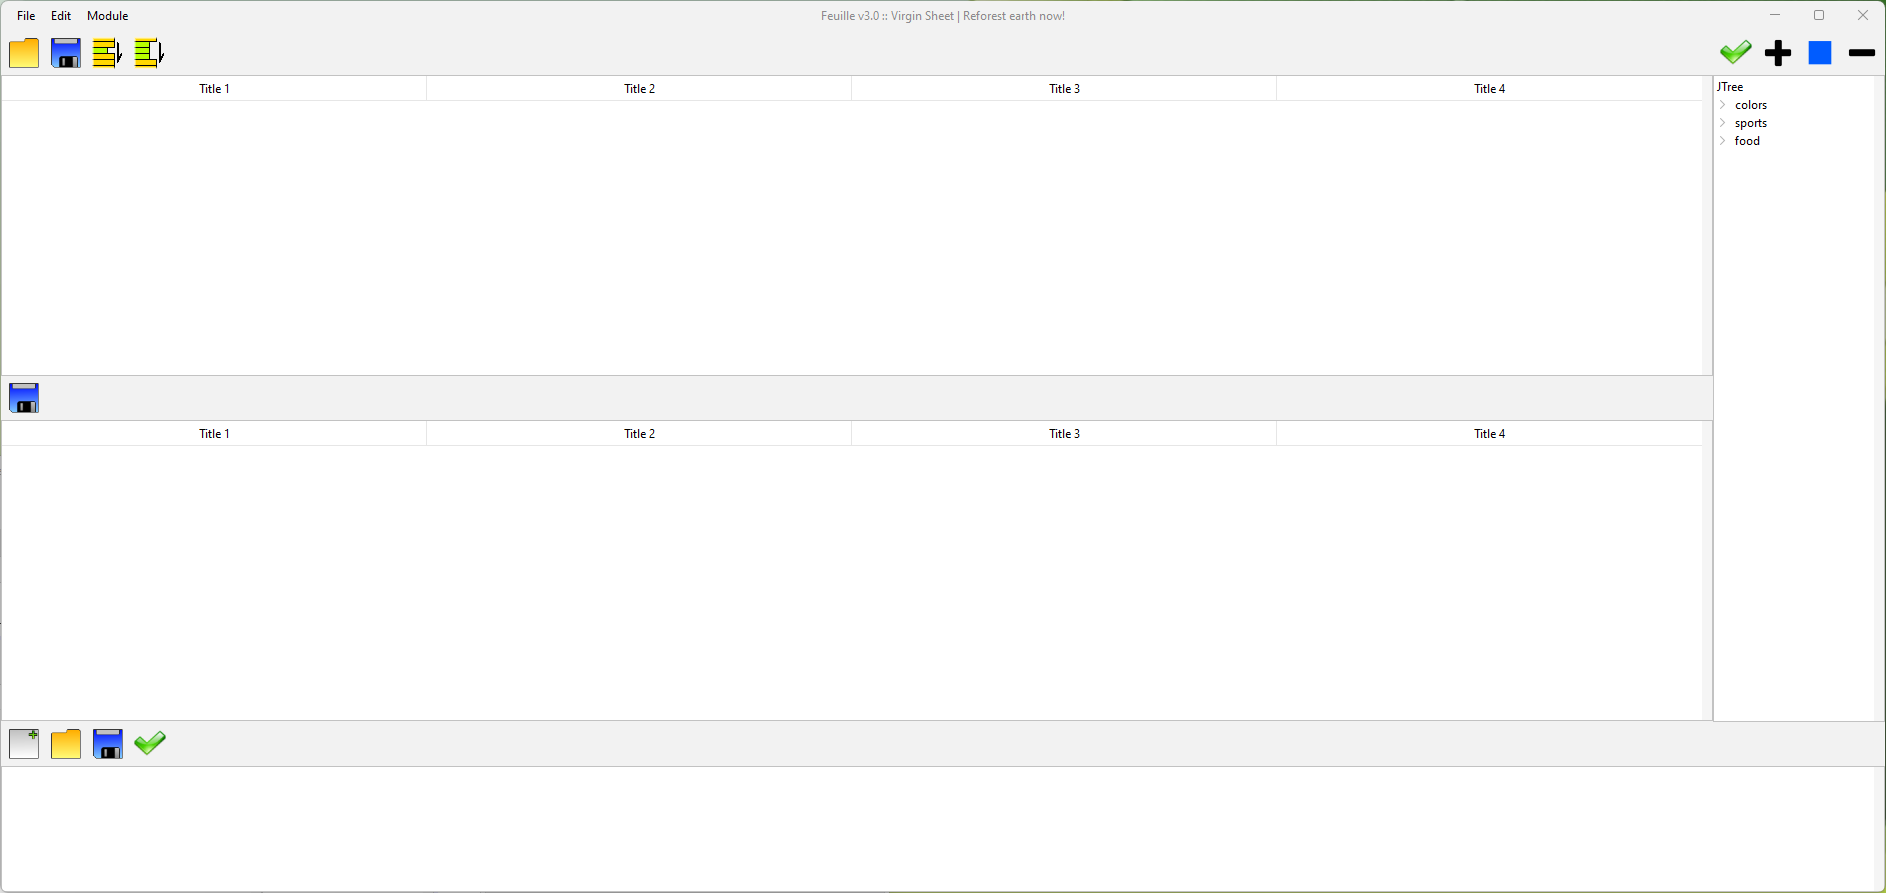 File Edit Module
Feuille v3.0 :: Virgin Sheet | Reforest earth now!
Title 1 Title 2 Title 3 Title 4
JTree
colors
sports
food
Title 1 Title 2 Title 3 Title 4